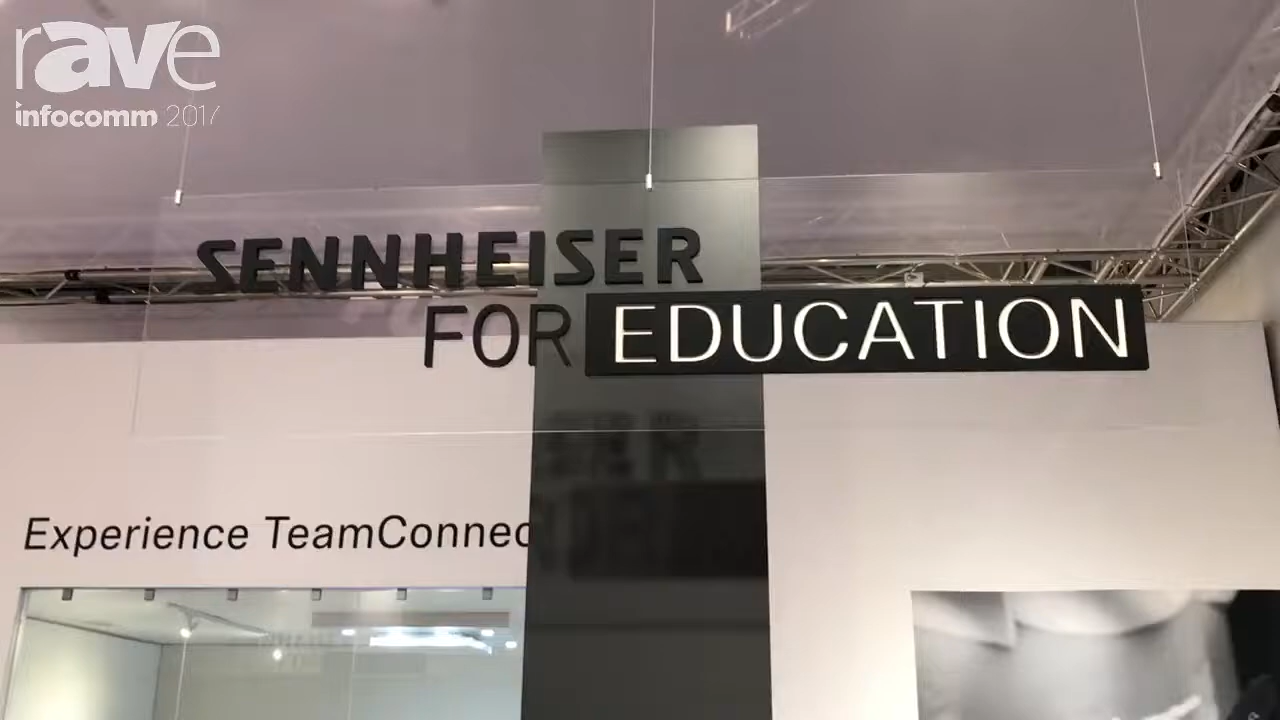 rAVe
infocomm 2017
SENNHEISER
FOR EDUCATION
Experience TeamConnec